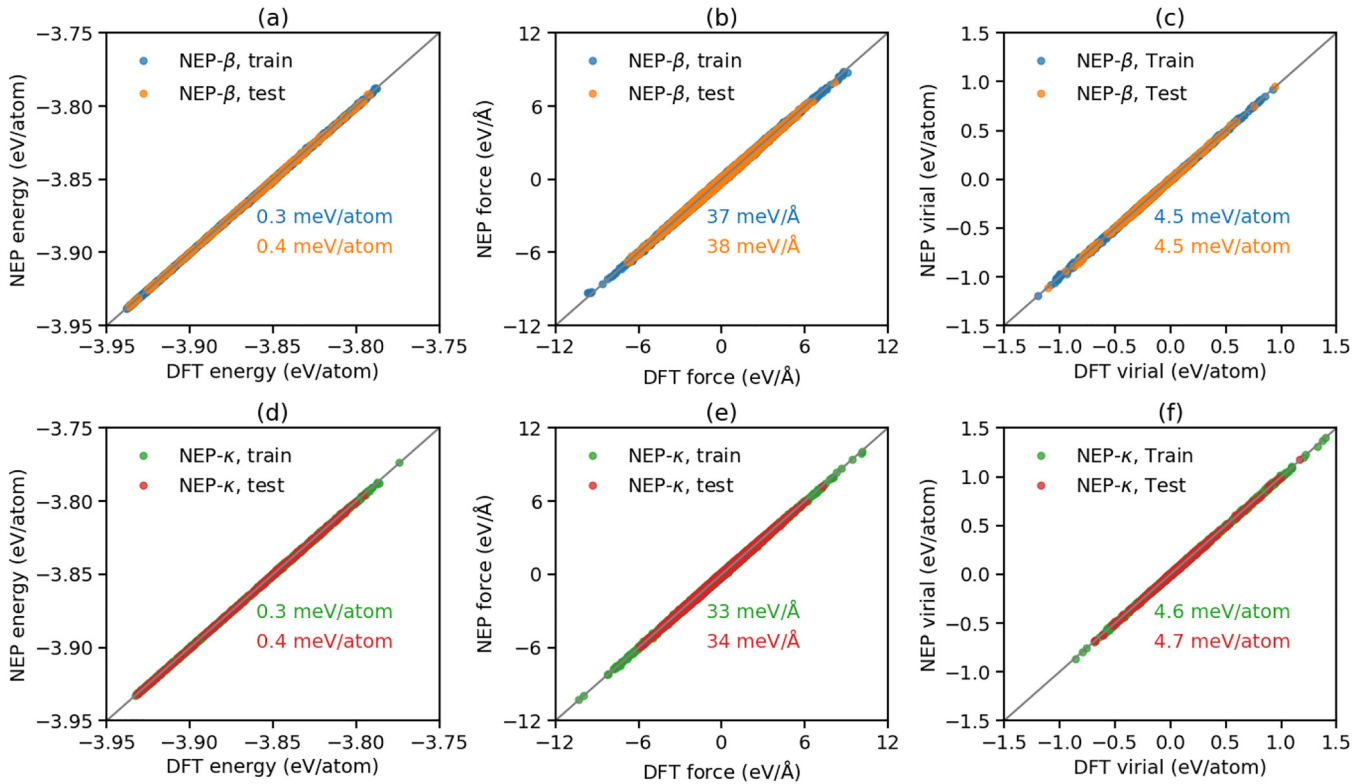 (a)
NEP energy (eV/atom)
−3.75
−3.80
−3.85
−3.90
−3.95
NEP-β, train
NEP-β, test
0.3 meV/atom
0.4 meV/atom
−3.95
−3.90
−3.85
−3.80
−3.75
DFT energy (eV/atom)
(b)
NEP force (eV/Å)
12
6
0
−6
−12
NEP-β, train
NEP-β, test
37 meV/Å
38 meV/Å
−12
−6
0
6
12
DFT force (eV/Å)
(c)
NEP virial (eV/atom)
1.5
1.0
0.5
0.0
−0.5
−1.0
−1.5
NEP-β, Train
NEP-β, Test
4.5 meV/atom
4.5 meV/atom
−1.5
−1.0
−0.5
0.0
0.5
1.0
1.5
DFT virial (eV/atom)
(d)
NEP energy (eV/atom)
−3.75
−3.80
−3.85
−3.90
−3.95
NEP-κ, train
NEP-κ, test
0.3 meV/atom
0.4 meV/atom
−3.95
−3.90
−3.85
−3.80
−3.75
DFT energy (eV/atom)
(e)
NEP force (eV/Å)
12
6
0
−6
−12
NEP-κ, train
NEP-κ, test
33 meV/Å
34 meV/Å
−12
−6
0
6
12
DFT force (eV/Å)
(f)
NEP virial (eV/atom)
1.5
1.0
0.5
0.0
−0.5
−1.0
−1.5
NEP-κ, Train
NEP-κ, Test
4.6 meV/atom
4.7 meV/atom
−1.5
−1.0
−0.5
0.0
0.5
1.0
1.5
DFT virial (eV/atom)